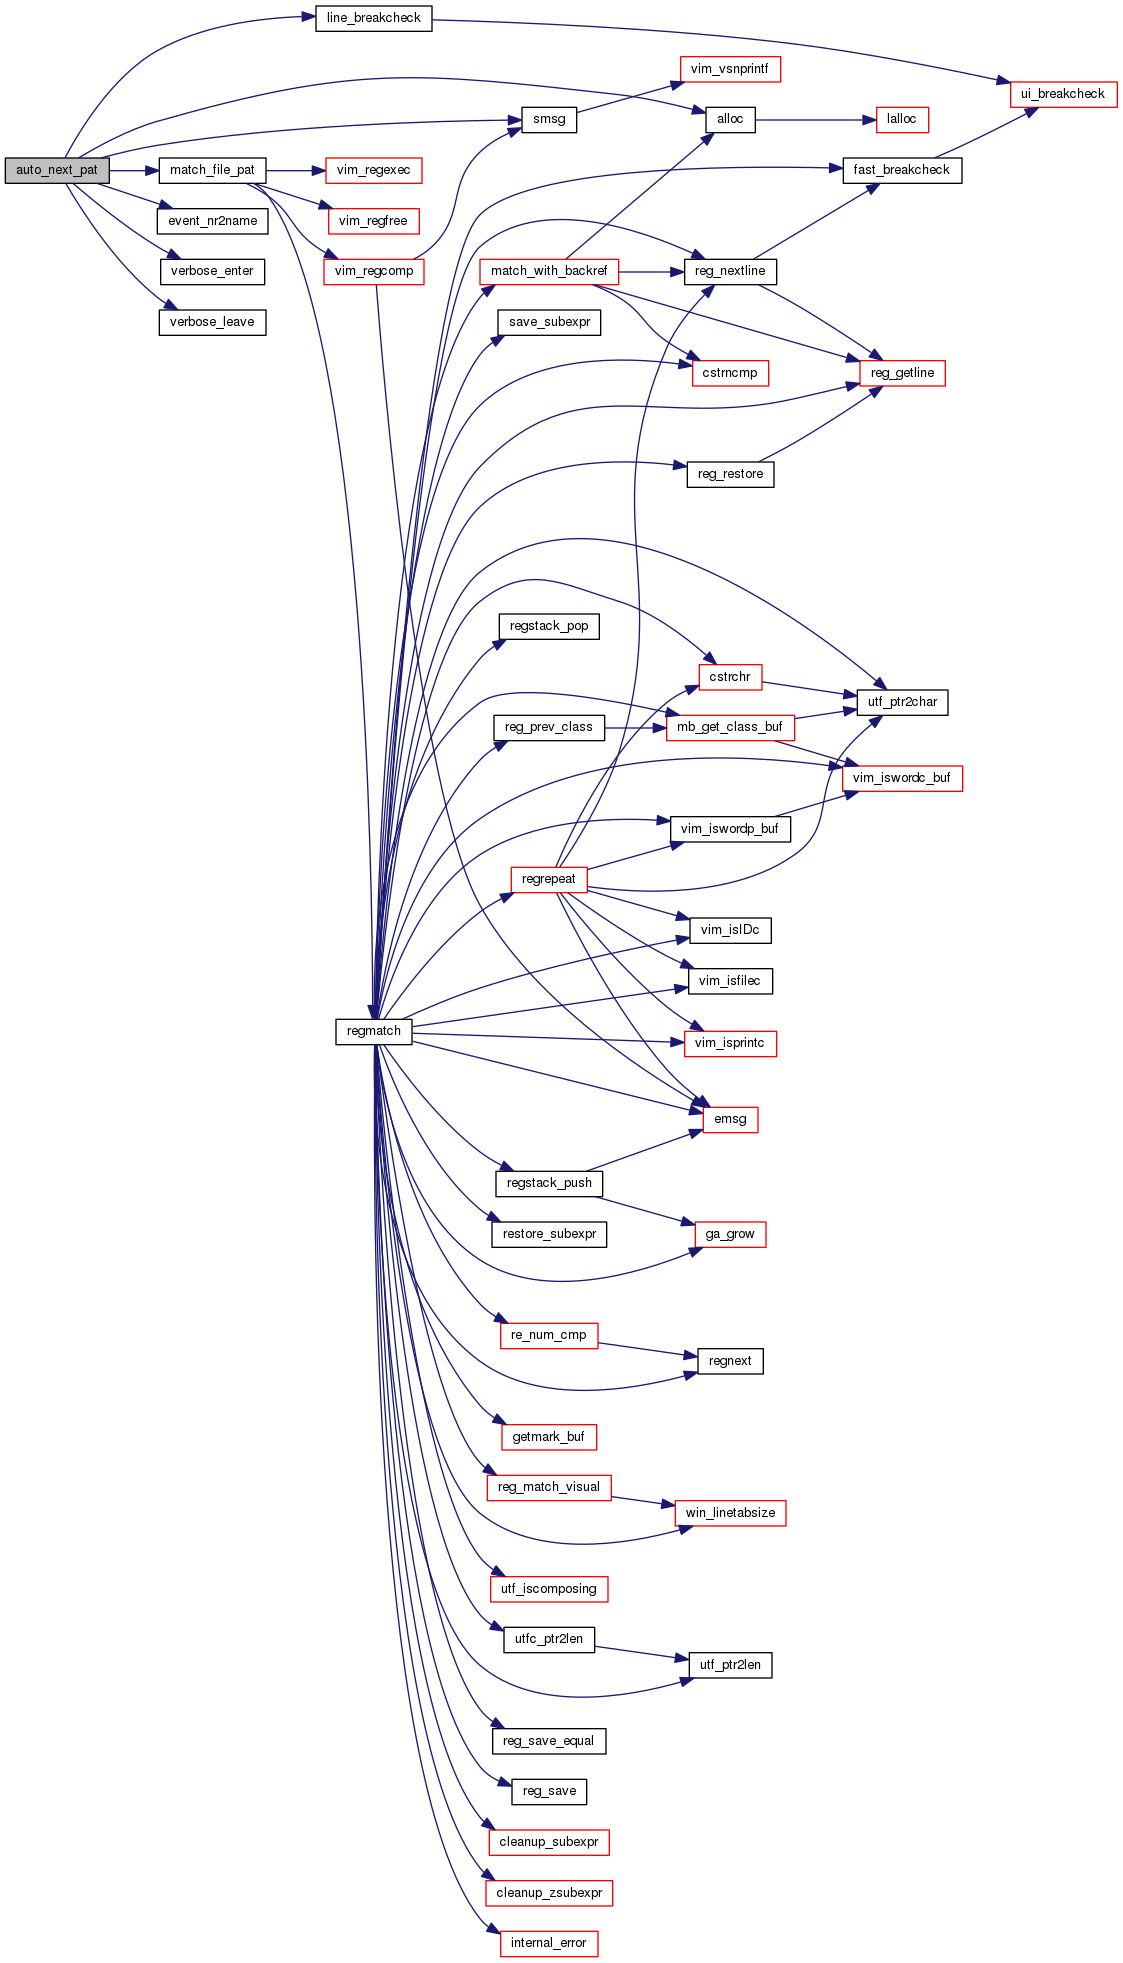 line_breakcheck
vim_vsnprintf
ui_breakcheck
smsg
alloc
lalloc
auto_next_pat
match_file_pat
vim_regexec
fast_breakcheck
event_nr2name
vim_regfree
verbose_enter
vim_regcomp
match_with_backref
reg_nextline
verbose_leave
save_subexpr
cstrncmp
reg_getline
reg_restore
regstack_pop
cstrchr
utf_ptr2char
reg_prev_class
mb_get_class_buf
vim_iswordc_buf
vim_iswordp_buf
regrepeat
vim_isIDc
vim_isfilec
regmatch
vim_isprintc
emsg
regstack_push
restore_subexpr
ga_grow
re_num_cmp
regnext
getmark_buf
reg_match_visual
win_linetabsize
utf_iscomposing
utfc_ptr2len
utf_ptr2len
reg_save_equal
reg_save
cleanup_subexpr
cleanup_zsubexpr
internal_error